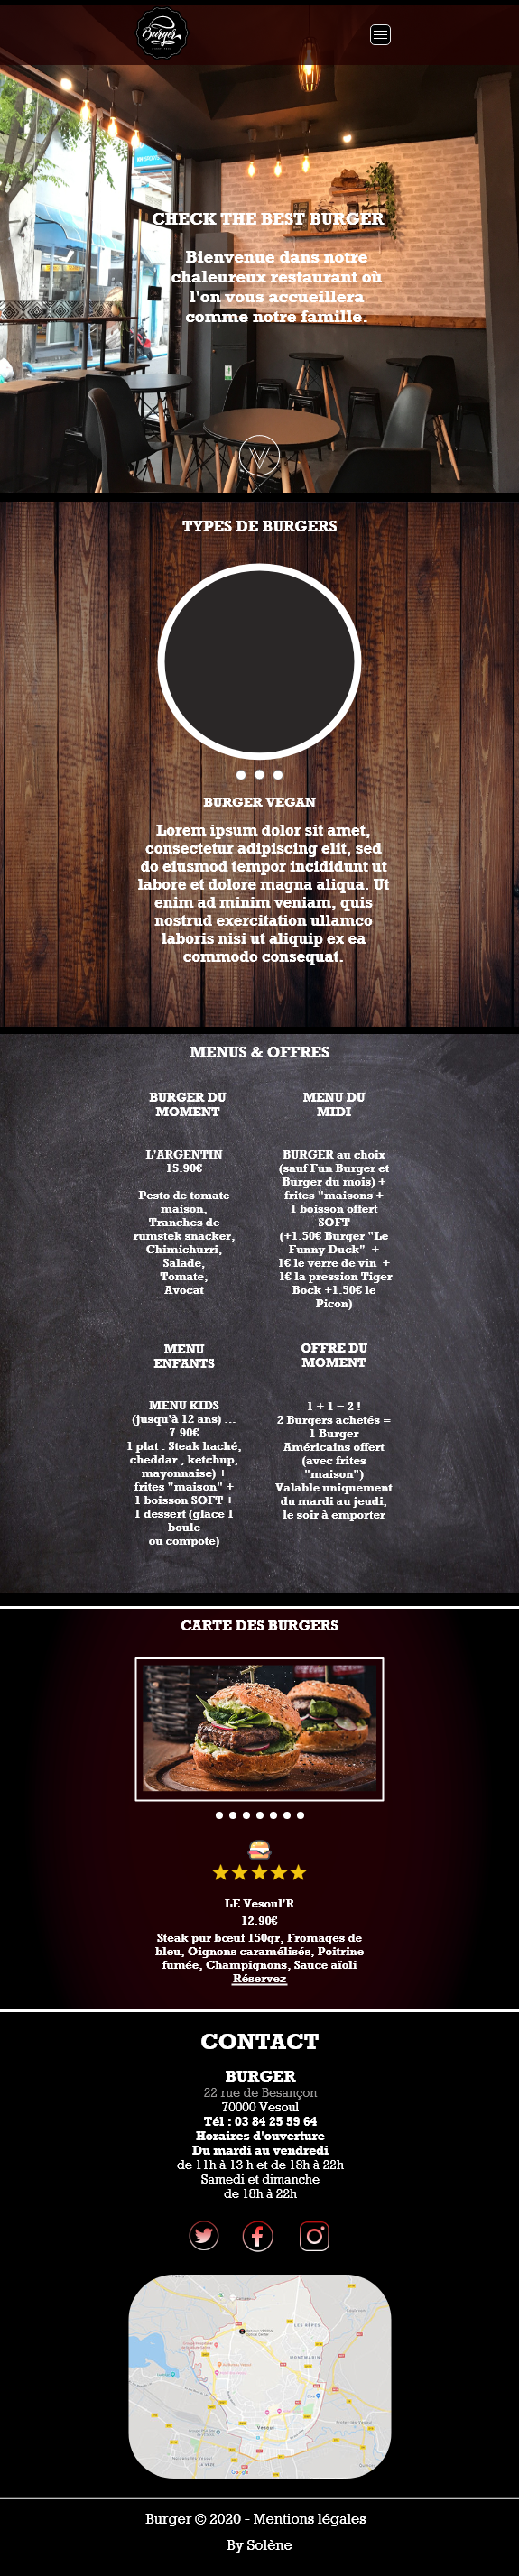 Burger
CHECK THE BEST BURGER
Bienvenue dans notre
chaleureux restaurant où
l'on vous accueillera
comme notre famille.
TYPES DE BURGERS
BURGER VEGAN
Lorem ipsum dolor sit amet,
consectetur adipiscing elit, sed
do eiusmod tempor incididunt ut
labore et dolore magna aliqua. Ut
enim ad minim veniam, quis
nostrud exercitation ullamco
laboris nisi ut aliquip ex ea
commodo consequat.
MENUS & OFFRES
BURGER DU
MOMENT
L'ARGENTIN
15.90€
Pesto de tomate
maison,
Tranches de
rumstek snacker,
Chimichurri,
Salade,
Tomate,
Avocat
MENU DU
MIDI
BURGER au choix
(sauf Fun Burger et
Burger du mois) +
frites "maisons +
1 boisson offert
SOFT
(+1.50€ Burger "Le
Funny Duck" +
1€ le verre de vin +
1€ la pression Tiger
Bock +1.50€ le
Picon)
MENU
ENFANTS
MENU KIDS
(jusqu'à 12 ans) ...
7.90€
1 plat : Steak haché,
cheddar , ketchup,
mayonnaise) +
frites "maison" +
1 boisson SOFT +
1 dessert (glace 1
boule
ou compote)
OFFRE DU
MOMENT
1 + 1 = 2 !
2 Burgers achetés =
1 Burger
Américains offert
(avec frites
"maison")
Valable uniquement
du mardi au jeudi,
le soir à emporter
CARTE DES BURGERS
LE Vesoul'R
12.90€
Steak pur bœuf 150gr, Fromages de
bleu, Oignons caramélisés, Poitrine
fumée, Champignons, Sauce aïoli
Réservez
CONTACT
BURGER
22 rue de Besançon
70000 Vesoul
Tél : 03 84 25 59 64
Horaires d'ouverture
Du mardi au vendredi
de 11h à 13 h et de 18h à 22h
Samedi et dimanche
de 18h à 22h
LES RÊPES
MONTMARIN
Vesoul
Google
Burger © 2020 - Mentions légales
By Solène